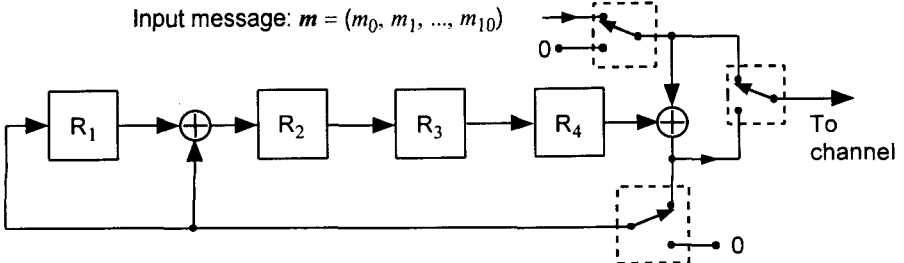 Input message: m = (m₀, m₁, ..., m₁₀)
0
R₁
R₂
R₃
R₄
To
channel
0